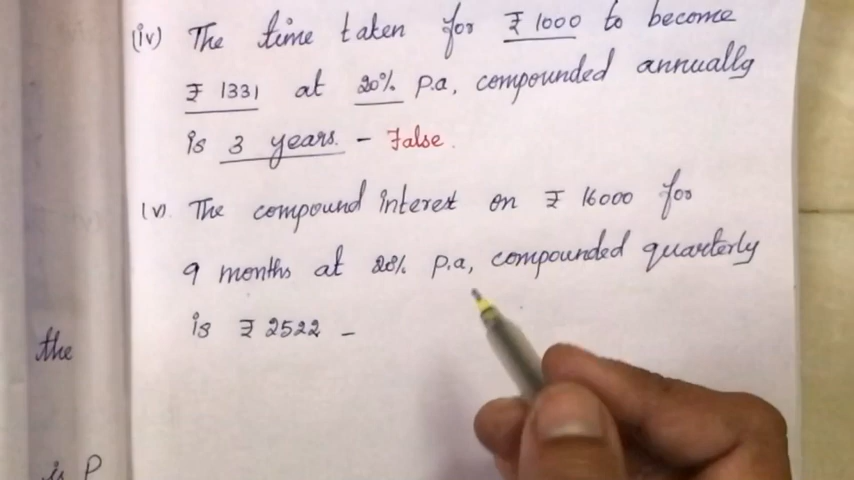 (iv) The time taken for ₹ 1000 to become
₹ 1331 at 20% p.a, compounded annually
is 3 years. - False.
(v). The compound interest on ₹ 16000 for
9 months at 20% p.a, compounded quarterly
is ₹ 2522 -
the
is P